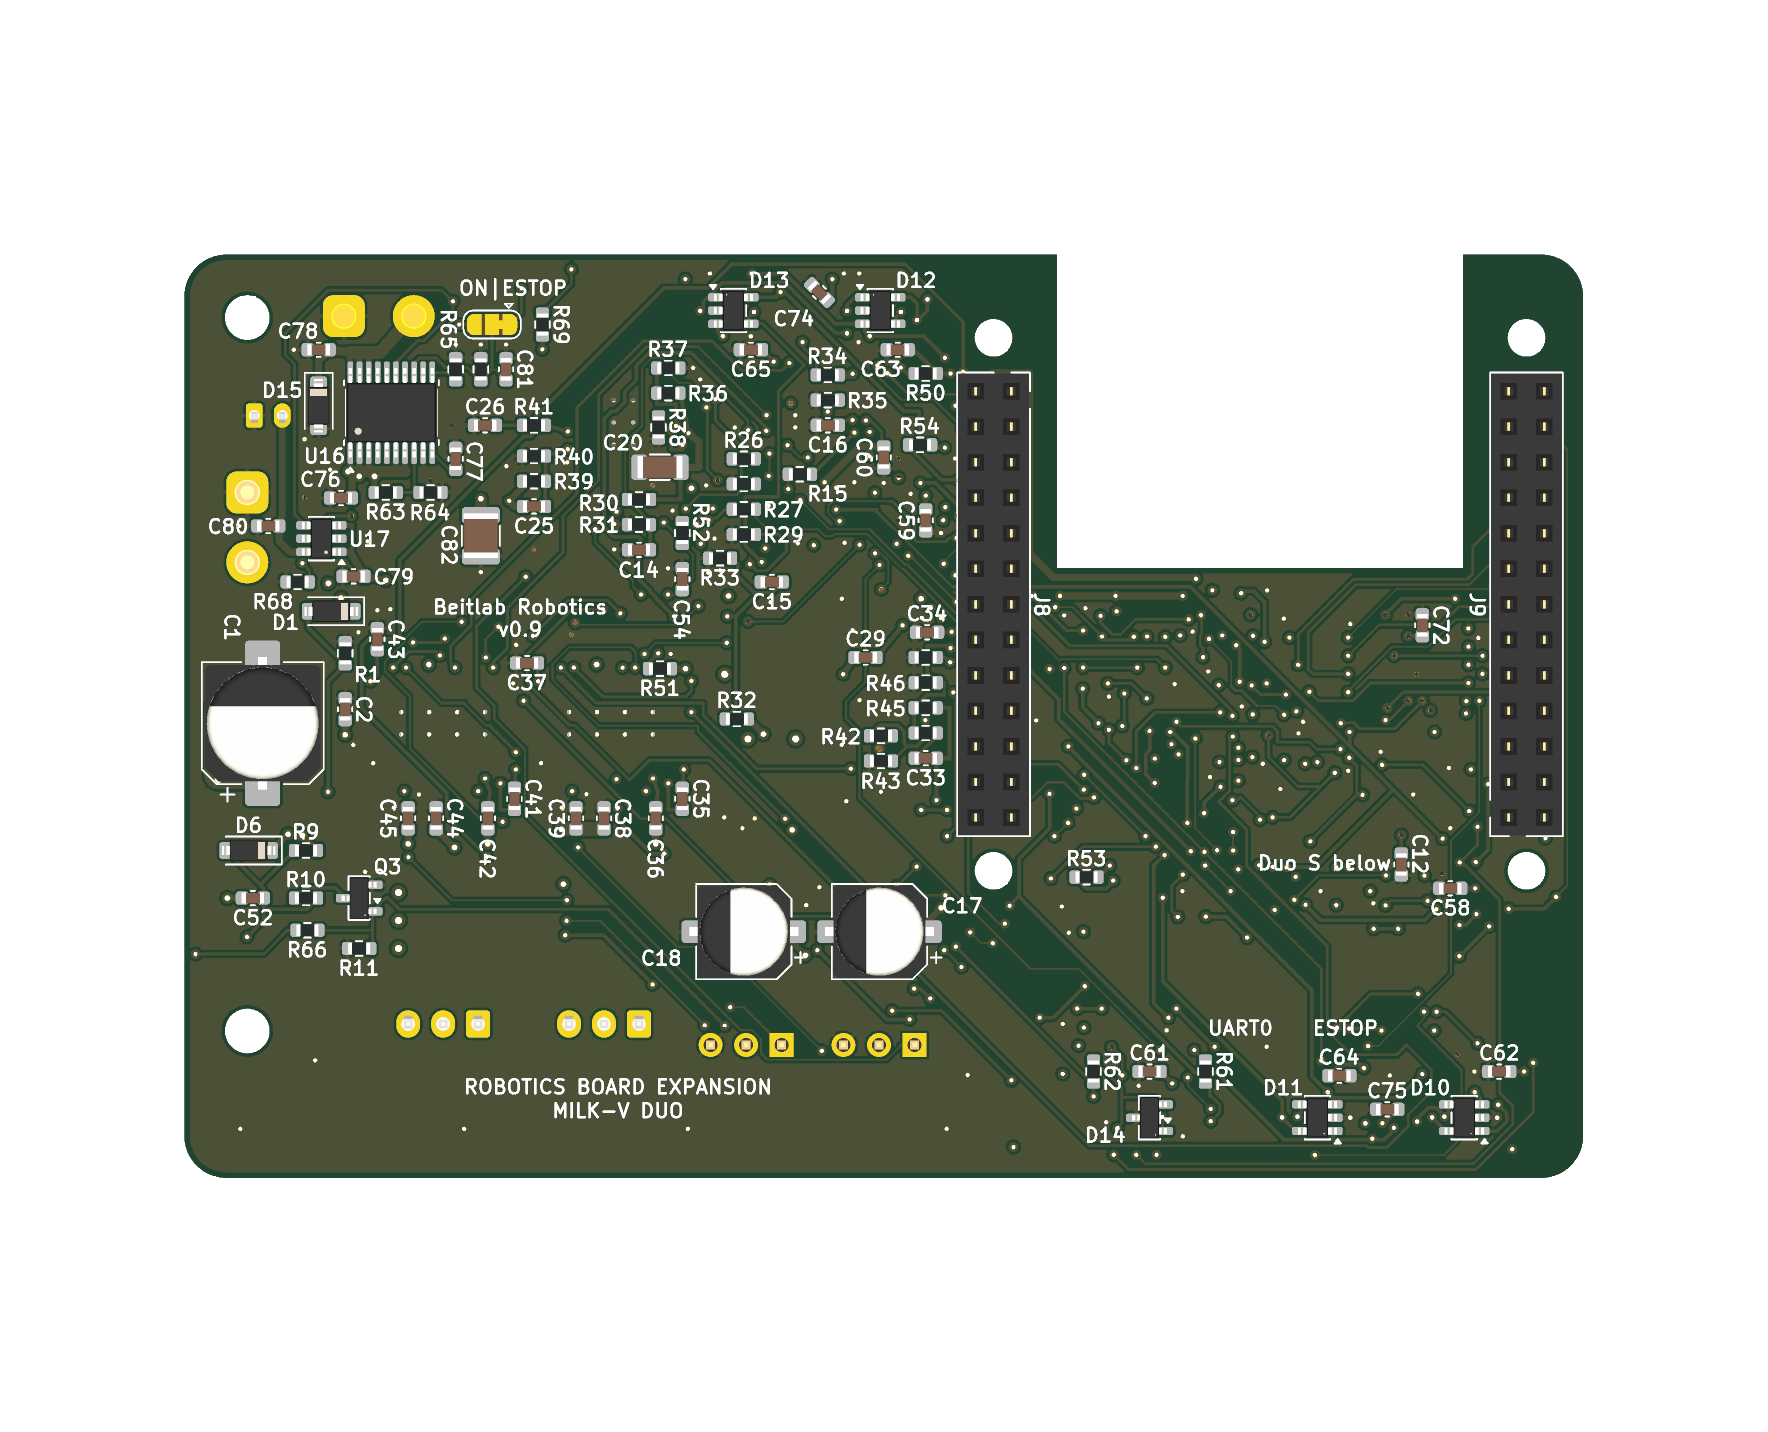 ON|ESTOP
D13
D12
C78
R65
R69
C74
R37
R34
C65
C63
C81
D15
R36
R50
R35
C26
R41
R38
C16
R54
C20
R26
U16
C77
R40
C60
C76
R39
R15
R30
R27
R63
R64
C25
R31
R52
C59
C80
U17
R29
C82
C14
R33
C79
R68
C15
Beitlab Robotics
v0.9
D1
C1
C43
C54
C34
J8
J9
C72
C29
R1
C37
R51
R46
C2
R32
R45
R42
R43
C33
C45
C44
C41
C39
C38
C35
D6
R9
C42
C36
Q3
R53
Duo S below
C12
R10
C52
C17
C58
R66
C18
R11
UART0
ESTOP
C61
C64
C62
R62
R61
ROBOTICS BOARD EXPANSION
MILK-V DUO
D11
C75
D10
D14